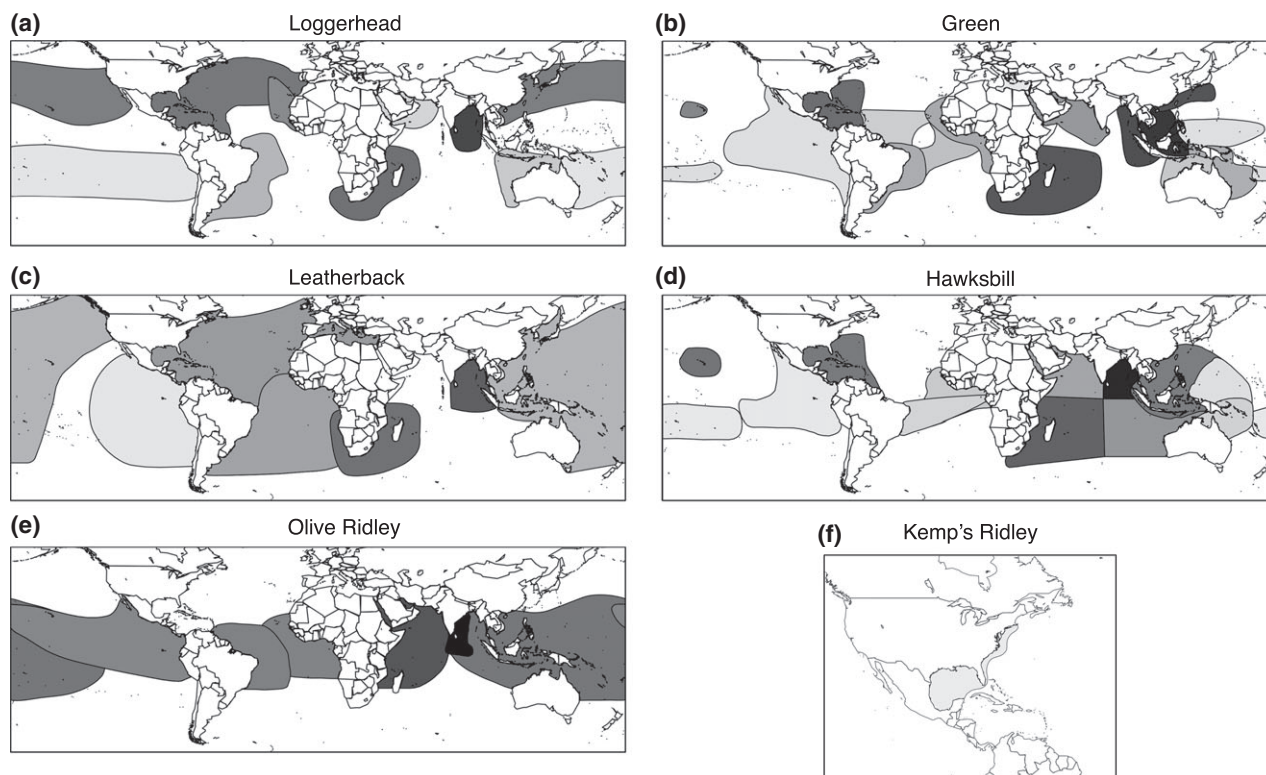 (a) Loggerhead
(b) Green
(c) Leatherback
(d) Hawksbill
(e) Olive Ridley
(f) Kemp's Ridley